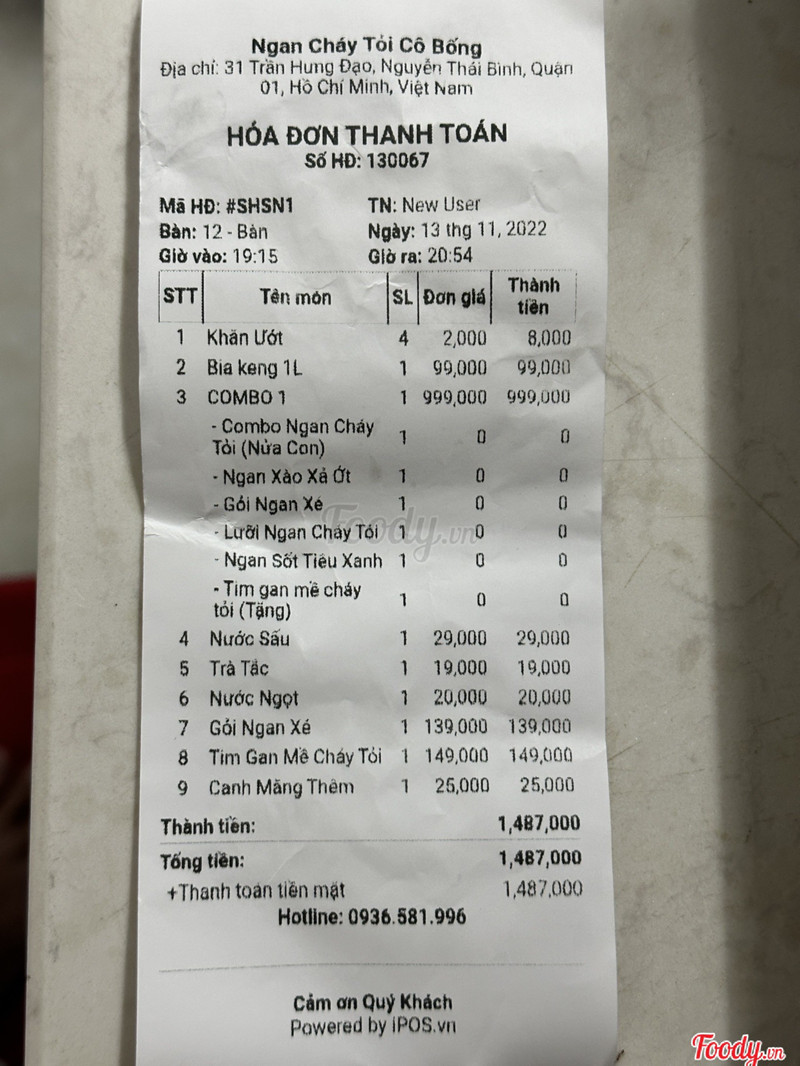 Ngan Cháy Tỏi Cô Bống
Địa chỉ: 31 Trần Hưng Đạo, Nguyễn Thái Bình, Quận
01, Hồ Chí Minh, Việt Nam
HÓA ĐƠN THANH TOÁN
Số HĐ: 130067
Mã HĐ: #SHSN1 TN: New User
Bàn: 12 - Bàn Ngày: 13 thg 11, 2022
Giờ vào: 19:15 Giờ ra: 20:54
STT Tên món SL Đơn giá Thành tiền
1 Khăn Ướt 4 2,000 8,000
2 Bia keng 1L 1 99,000 99,000
3 COMBO 1 1 999,000 999,000
- Combo Ngan Cháy
Tỏi (Nửa Con) 1 0 0
- Ngan Xào Xả Ớt 1 0 0
- Gỏi Ngan Xé 1 0 0
- Lưỡi Ngan Cháy Tỏi 1 0 0
- Ngan Sốt Tiêu Xanh 1 0 0
- Tim gan mề cháy
tỏi (Tặng) 1 0 0
4 Nước Sấu 1 29,000 29,000
5 Trà Tắc 1 19,000 19,000
6 Nước Ngọt 1 20,000 20,000
7 Gỏi Ngan Xé 1 139,000 139,000
8 Tim Gan Mề Cháy Tỏi 1 149,000 149,000
9 Canh Măng Thêm 1 25,000 25,000
Thành tiền: 1,487,000
Tổng tiền: 1,487,000
+Thanh toán tiền mặt 1,487,000
Hotline: 0936.581.996
Cảm ơn Quý Khách
Powered by iPOS.vn
Foody.vn
Foody.vn